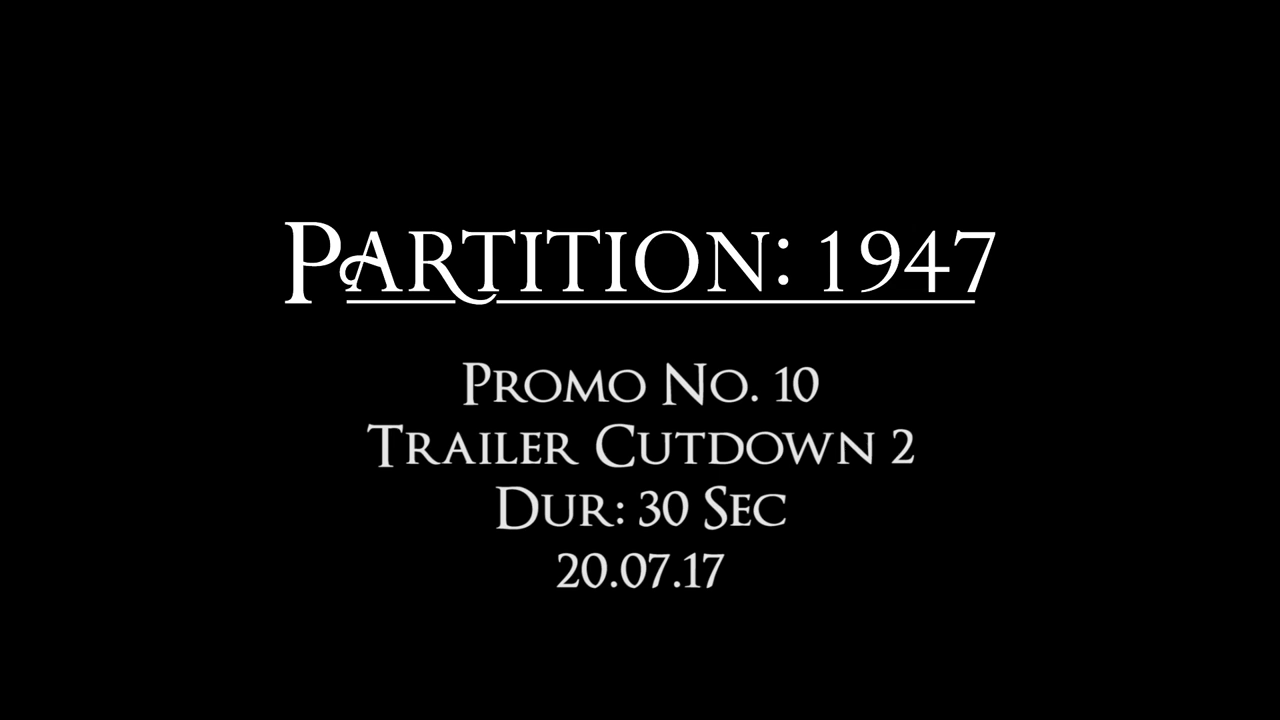 PARTITION: 1947
PROMO NO. 10
TRAILER CUTDOWN 2
DUR: 30 SEC
20.07.17